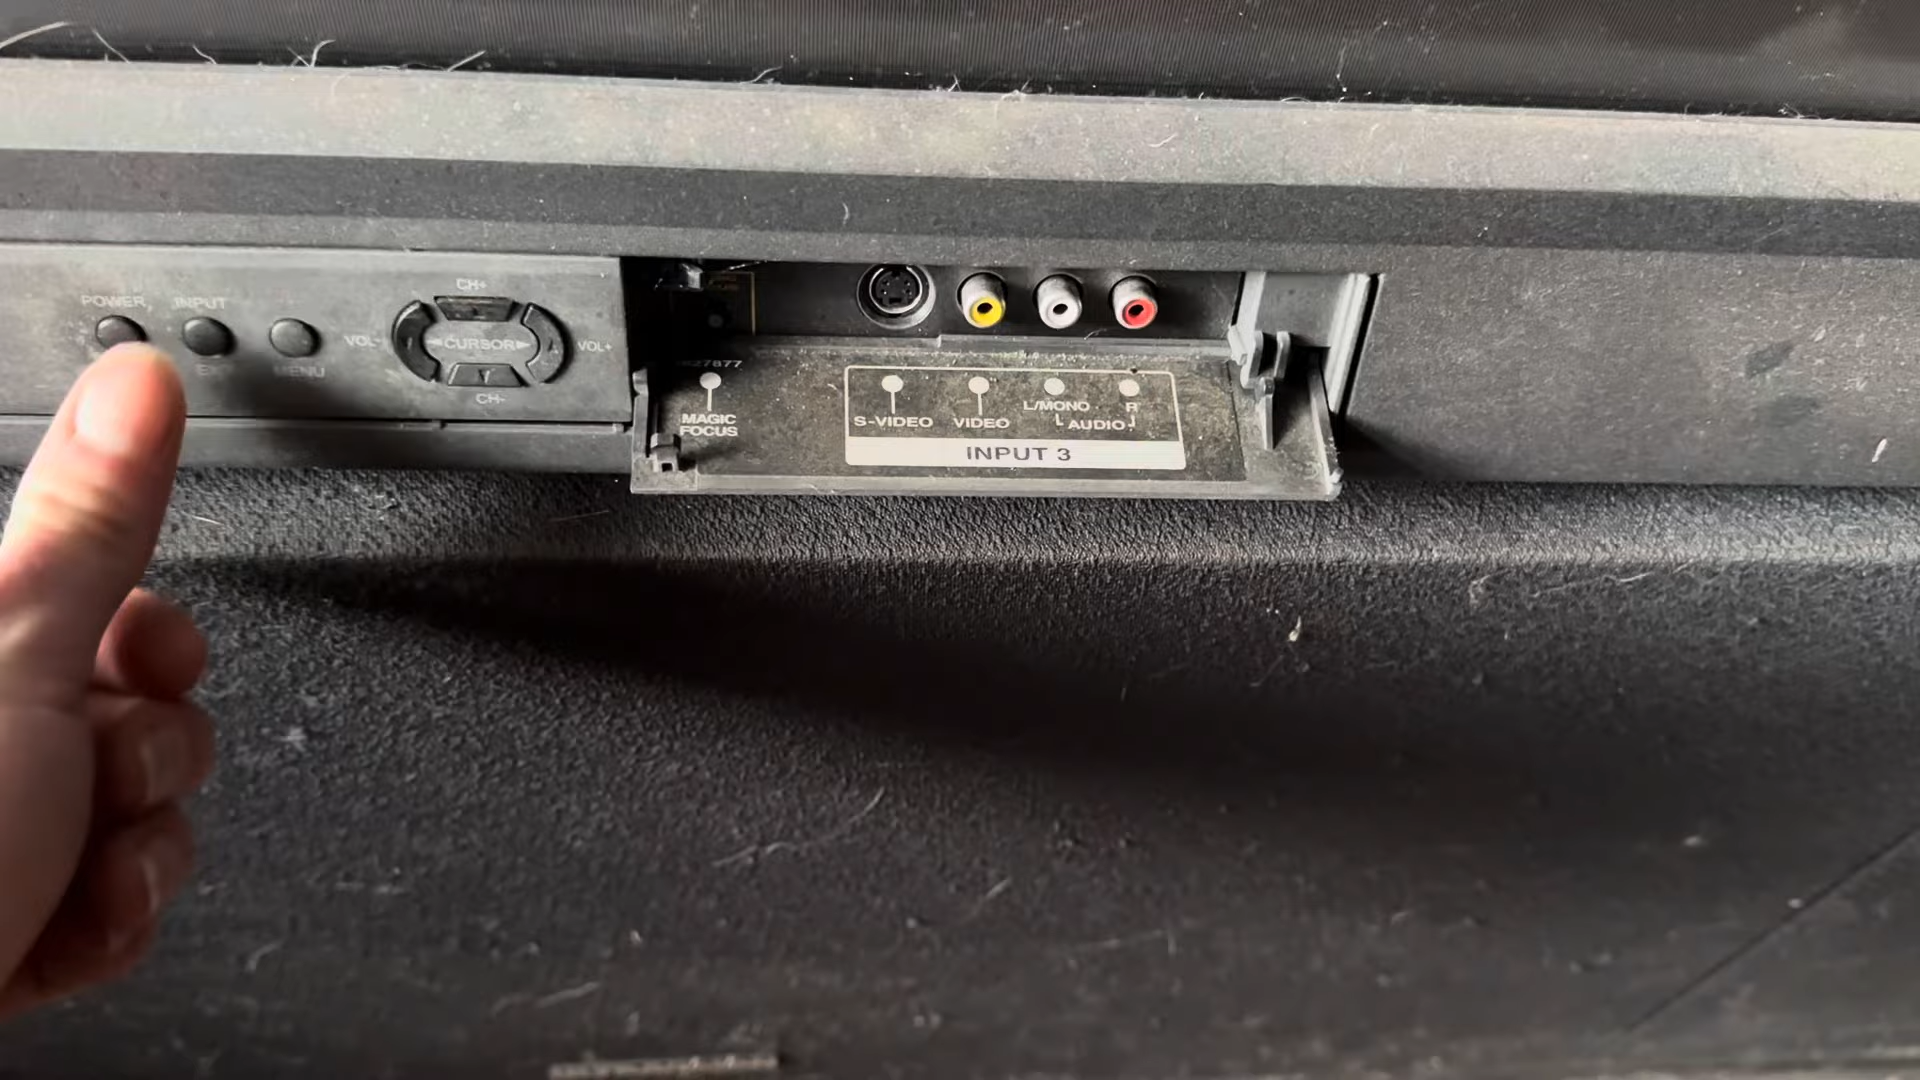 POWER
INPUT
MENU
CH+
VOL-
CURSOR
VOL+
CH-
MAGIC
FOCUS
S-VIDEO
VIDEO
L/MONO
R
AUDIO
INPUT 3